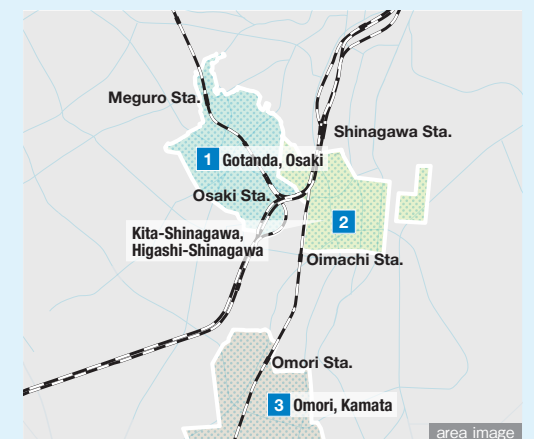 Meguro Sta.
Shinagawa Sta.
1 Gotanda, Osaki
Osaki Sta.
Kita-Shinagawa,
Higashi-Shinagawa
2
Oimachi Sta.
Omori Sta.
3 Omori, Kamata
area image